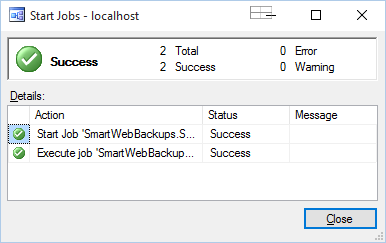 Start Jobs - localhost
Success
2 Total 0 Error
2 Success 0 Warning
Details:
Action Status Message
Start Job 'SmartWebBackups.S... Success
Execute job 'SmartWebBackup... Success
Close